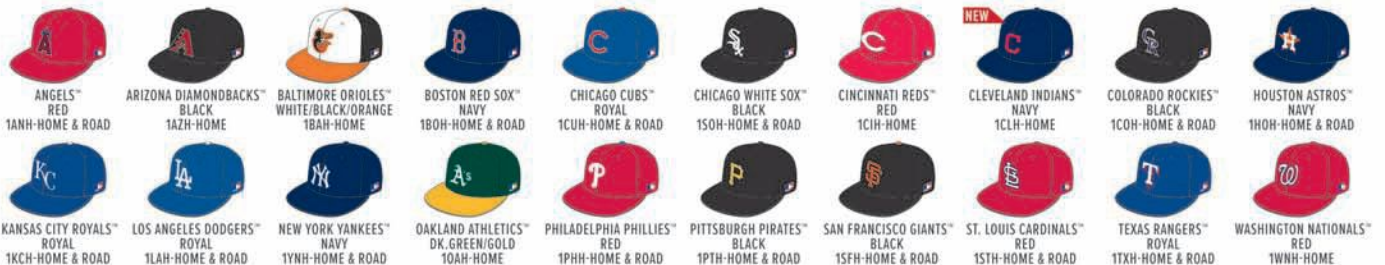 NEW
ANGELS™
RED
1ANH-HOME & ROAD
ARIZONA DIAMONDBACKS™
BLACK
1AZH-HOME
BALTIMORE ORIOLES™
WHITE/BLACK/ORANGE
1BAH-HOME
BOSTON RED SOX™
NAVY
1BOH-HOME & ROAD
CHICAGO CUBS™
ROYAL
1CUH-HOME & ROAD
CHICAGO WHITE SOX™
BLACK
1SOH-HOME & ROAD
CINCINNATI REDS™
RED
1CIH-HOME
CLEVELAND INDIANS™
NAVY
1CLH-HOME
COLORADO ROCKIES™
BLACK
1COH-HOME & ROAD
HOUSTON ASTROS™
NAVY
1HOH-HOME & ROAD
KANSAS CITY ROYALS™
ROYAL
1KCH-HOME & ROAD
LOS ANGELES DODGERS™
ROYAL
1LAH-HOME & ROAD
NEW YORK YANKEES™
NAVY
1YNH-HOME & ROAD
OAKLAND ATHLETICS™
DK.GREEN/GOLD
1OAH-HOME
PHILADELPHIA PHILLIES™
RED
1PHH-HOME & ROAD
PITTSBURGH PIRATES™
BLACK
1PTH-HOME & ROAD
SAN FRANCISCO GIANTS™
BLACK
1SFH-HOME & ROAD
ST. LOUIS CARDINALS™
RED
1STH-HOME & ROAD
TEXAS RANGERS™
ROYAL
1TXH-HOME & ROAD
WASHINGTON NATIONALS™
RED
1WNH-HOME